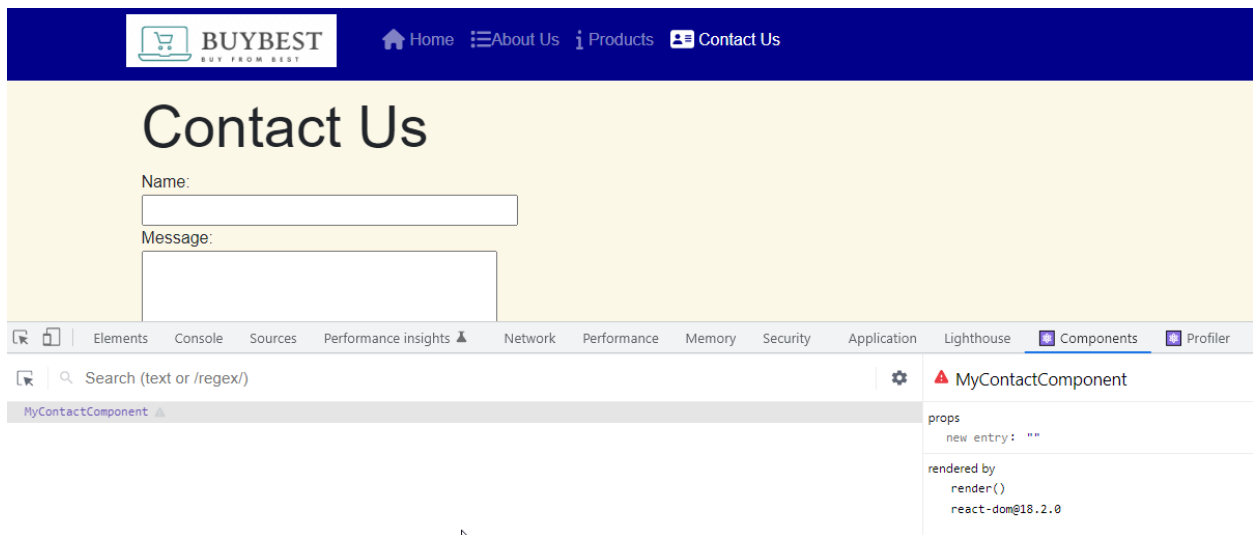 BUYBEST
BUY FROM BEST
Home About Us Products Contact Us
Contact Us
Name:
Message:
Elements Console Sources Performance insights Network Performance Memory Security Application Lighthouse Components Profiler
Search (text or /regex/)
MyContactComponent
MyContactComponent
props
new entry: ""
rendered by
render()
react-dom@18.2.0